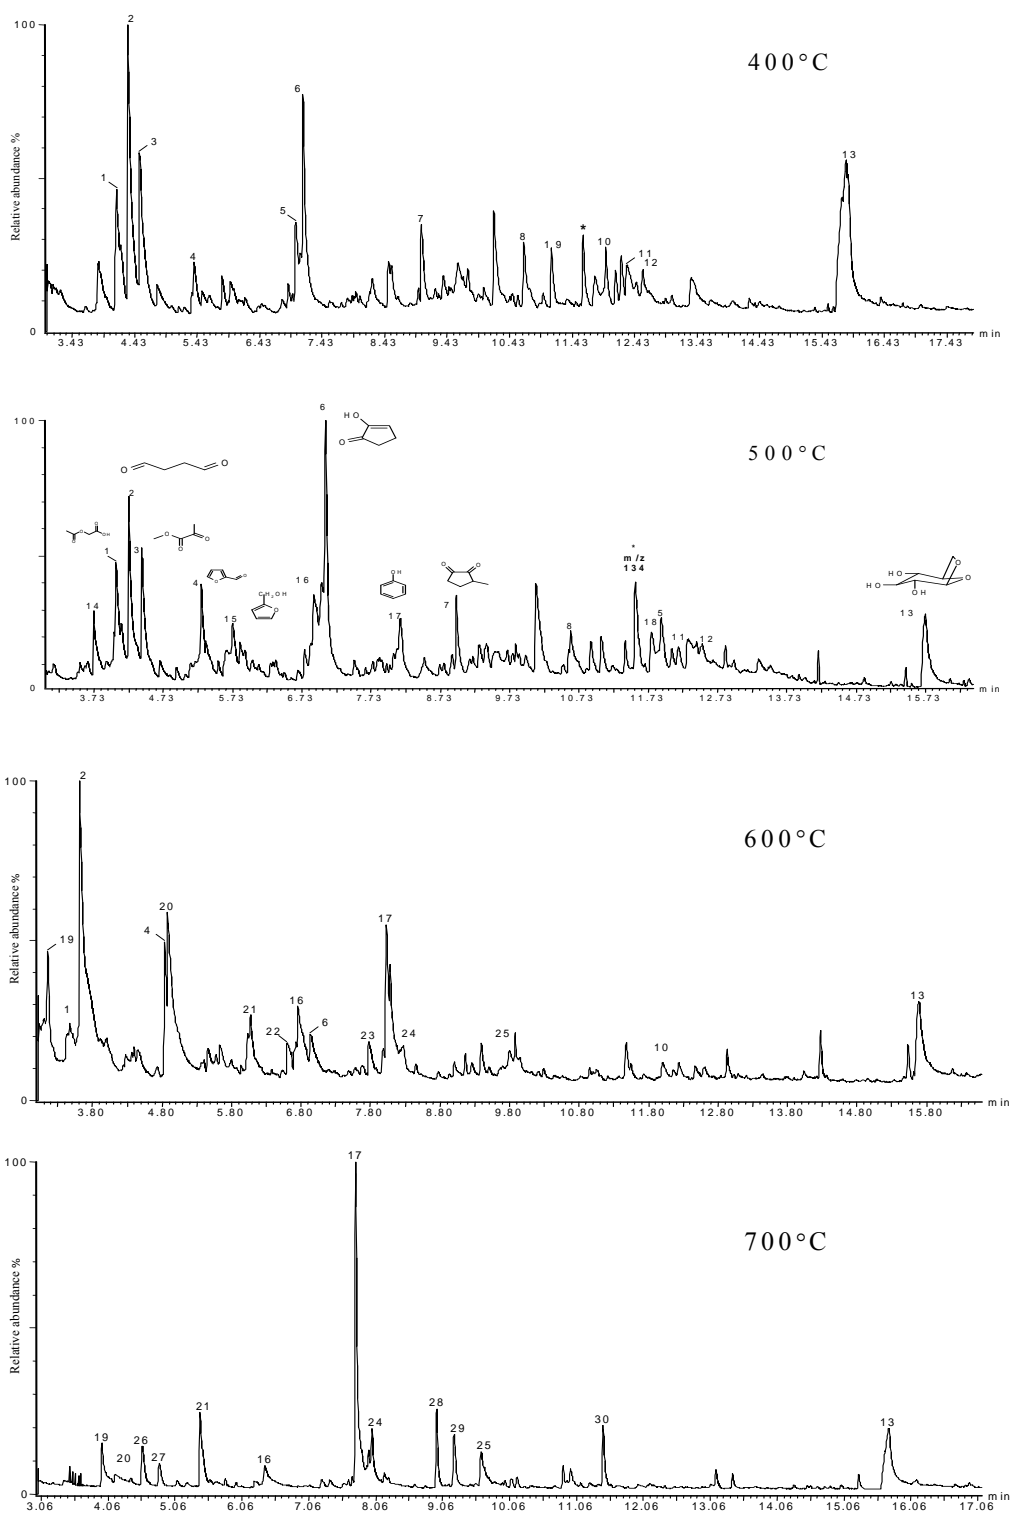 100
2
400°C
Relative abundance %
6
3
13
1
5
7
*
8
1 9
10
4
11
12
0
3.43 4.43 5.43 6.43 7.43 8.43 9.43 10.43 11.43 12.43 13.43 14.43 15.43 16.43 17.43
min
6
100
HO
O
500°C
O O
2
O O O OH
O O O
3
1
O O
*
m/z
134
O
O
HO
HO OH O
4
CH2OH
O
16
OH
O O
14
15
17
7
8
18
5
11
12
13
0
3.73 4.73 5.73 6.73 7.73 8.73 9.73 10.73 11.73 12.73 13.73 14.73 15.73
min
2
100
600°C
Relative abundance %
20
4
17
19
1
21
22
16
6
23
24
25
10
13
0
3.80 4.80 5.80 6.80 7.80 8.80 9.80 10.80 11.80 12.80 13.80 14.80 15.80
min
17
100
700°C
Relative abundance %
21
28
29
24
30
13
19
26
20
27
16
25
0
3.06 4.06 5.06 6.06 7.06 8.06 9.06 10.06 11.06 12.06 13.06 14.06 15.06 16.06 17.06
min